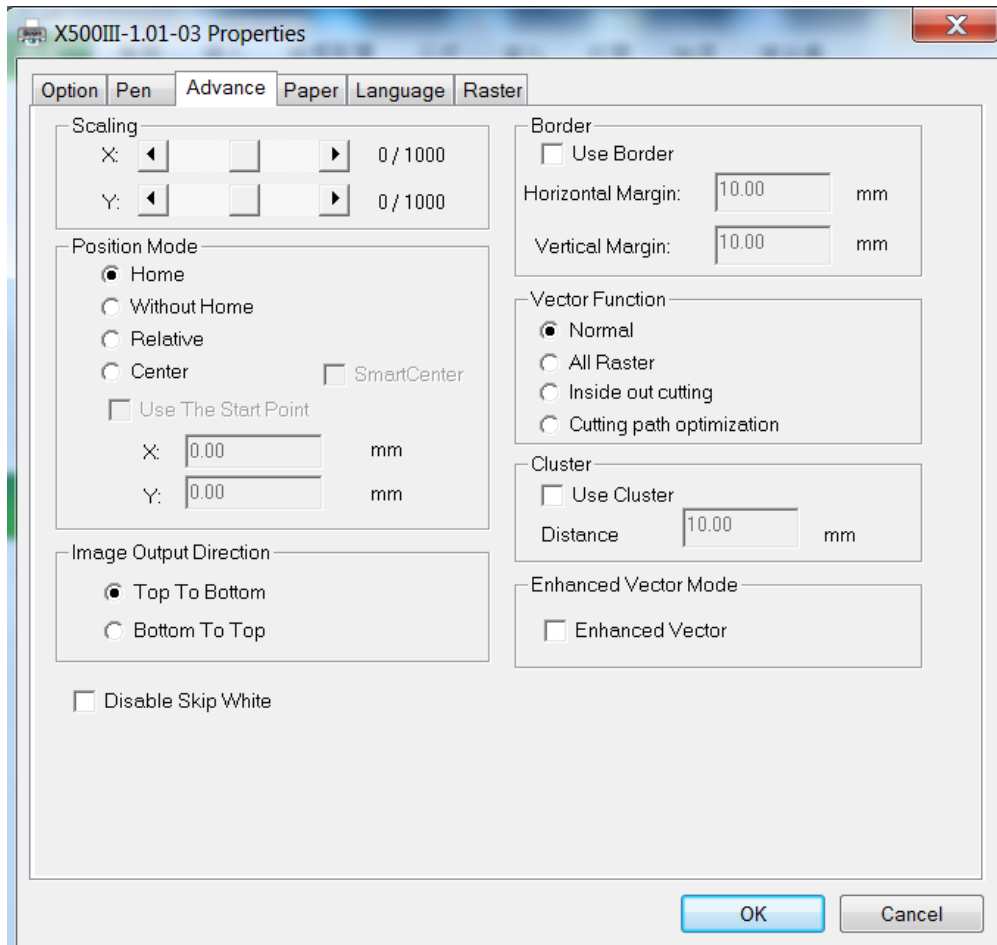 X500III-1.01-03 Properties
Option Pen Advance Paper Language Raster
Scaling
X: 0 / 1000
Y: 0 / 1000
Position Mode
Home
Without Home
Relative
Center SmartCenter
Use The Start Point
X: 0.00 mm
Y: 0.00 mm
Image Output Direction
Top To Bottom
Bottom To Top
Disable Skip White
Border
Use Border
Horizontal Margin: 10.00 mm
Vertical Margin: 10.00 mm
Vector Function
Normal
All Raster
Inside out cutting
Cutting path optimization
Cluster
Use Cluster
Distance 10.00 mm
Enhanced Vector Mode
Enhanced Vector
OK Cancel